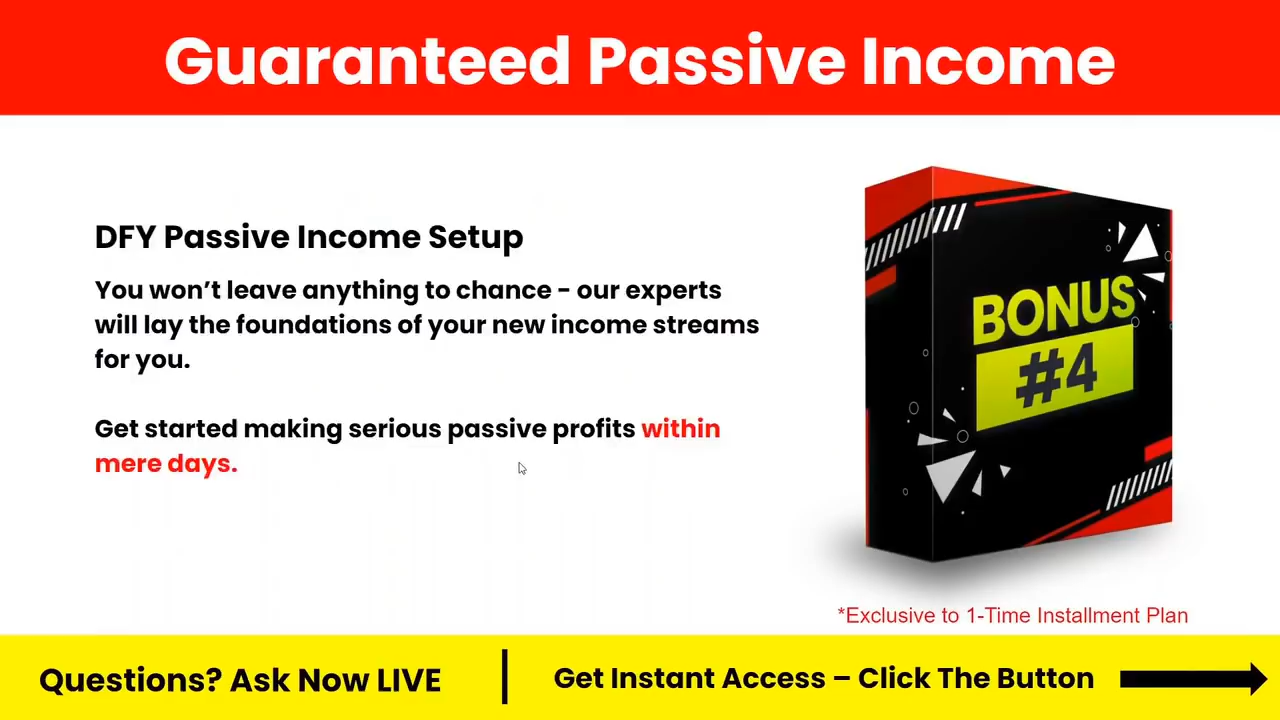 Guaranteed Passive Income
DFY Passive Income Setup
You won’t leave anything to chance - our experts
will lay the foundations of your new income streams
for you.
Get started making serious passive profits within
mere days.
BONUS
#4
*Exclusive to 1-Time Installment Plan
Questions? Ask Now LIVE
Get Instant Access – Click The Button